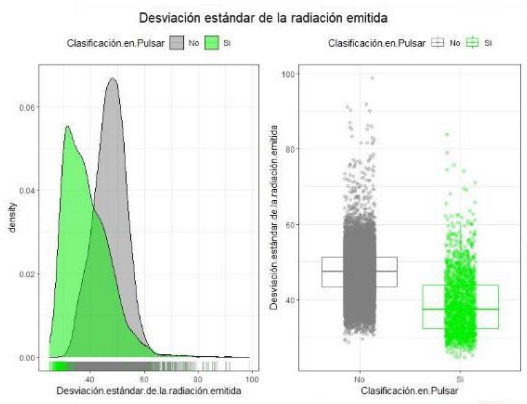 Desviación estándar de la radiación emitida
Clasificación.en.Pulsar No Si
Clasificación.en.Pulsar No Si
density
0.06
0.04
0.02
0.00
40 60 80 100
Desviación.estándar.de.la.radiación.emitida
Desviación.estándar.de.la.radiación.emitida
100
80
60
40
No Si
Clasificación.en.Pulsar